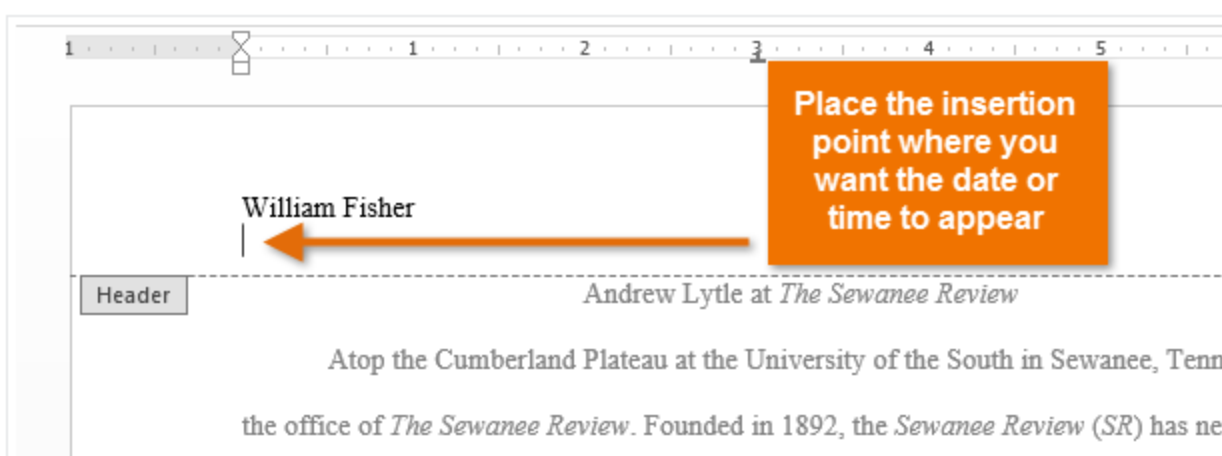 1 1 2 3 4 5
Place the insertion
point where you
want the date or
time to appear
William Fisher
Header
Andrew Lytle at The Sewanee Review
Atop the Cumberland Plateau at the University of the South in Sewanee, Tenn
the office of The Sewanee Review. Founded in 1892, the Sewanee Review (SR) has ne